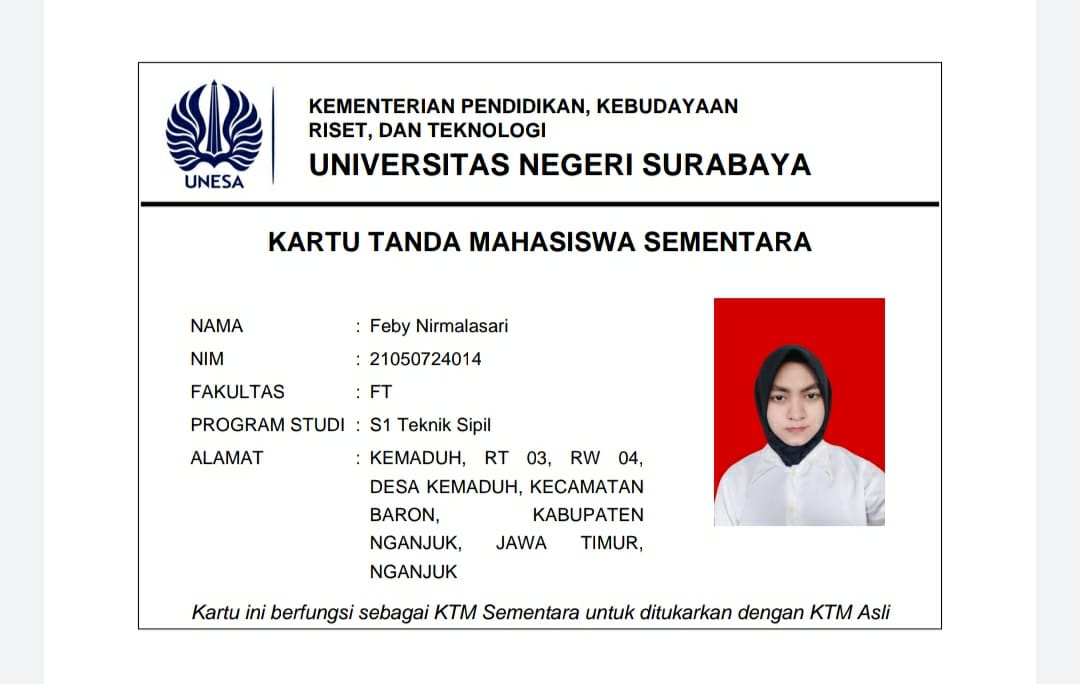 KEMENTERIAN PENDIDIKAN, KEBUDAYAAN
RISET, DAN TEKNOLOGI
UNIVERSITAS NEGERI SURABAYA
UNESA
KARTU TANDA MAHASISWA SEMENTARA
NAMA : Feby Nirmalasari
NIM : 21050724014
FAKULTAS : FT
PROGRAM STUDI : S1 Teknik Sipil
ALAMAT : KEMADUH, RT 03, RW 04,
DESA KEMADUH, KECAMATAN
BARON, KABUPATEN
NGANJUK, JAWA TIMUR,
NGANJUK
Kartu ini berfungsi sebagai KTM Sementara untuk ditukarkan dengan KTM Asli